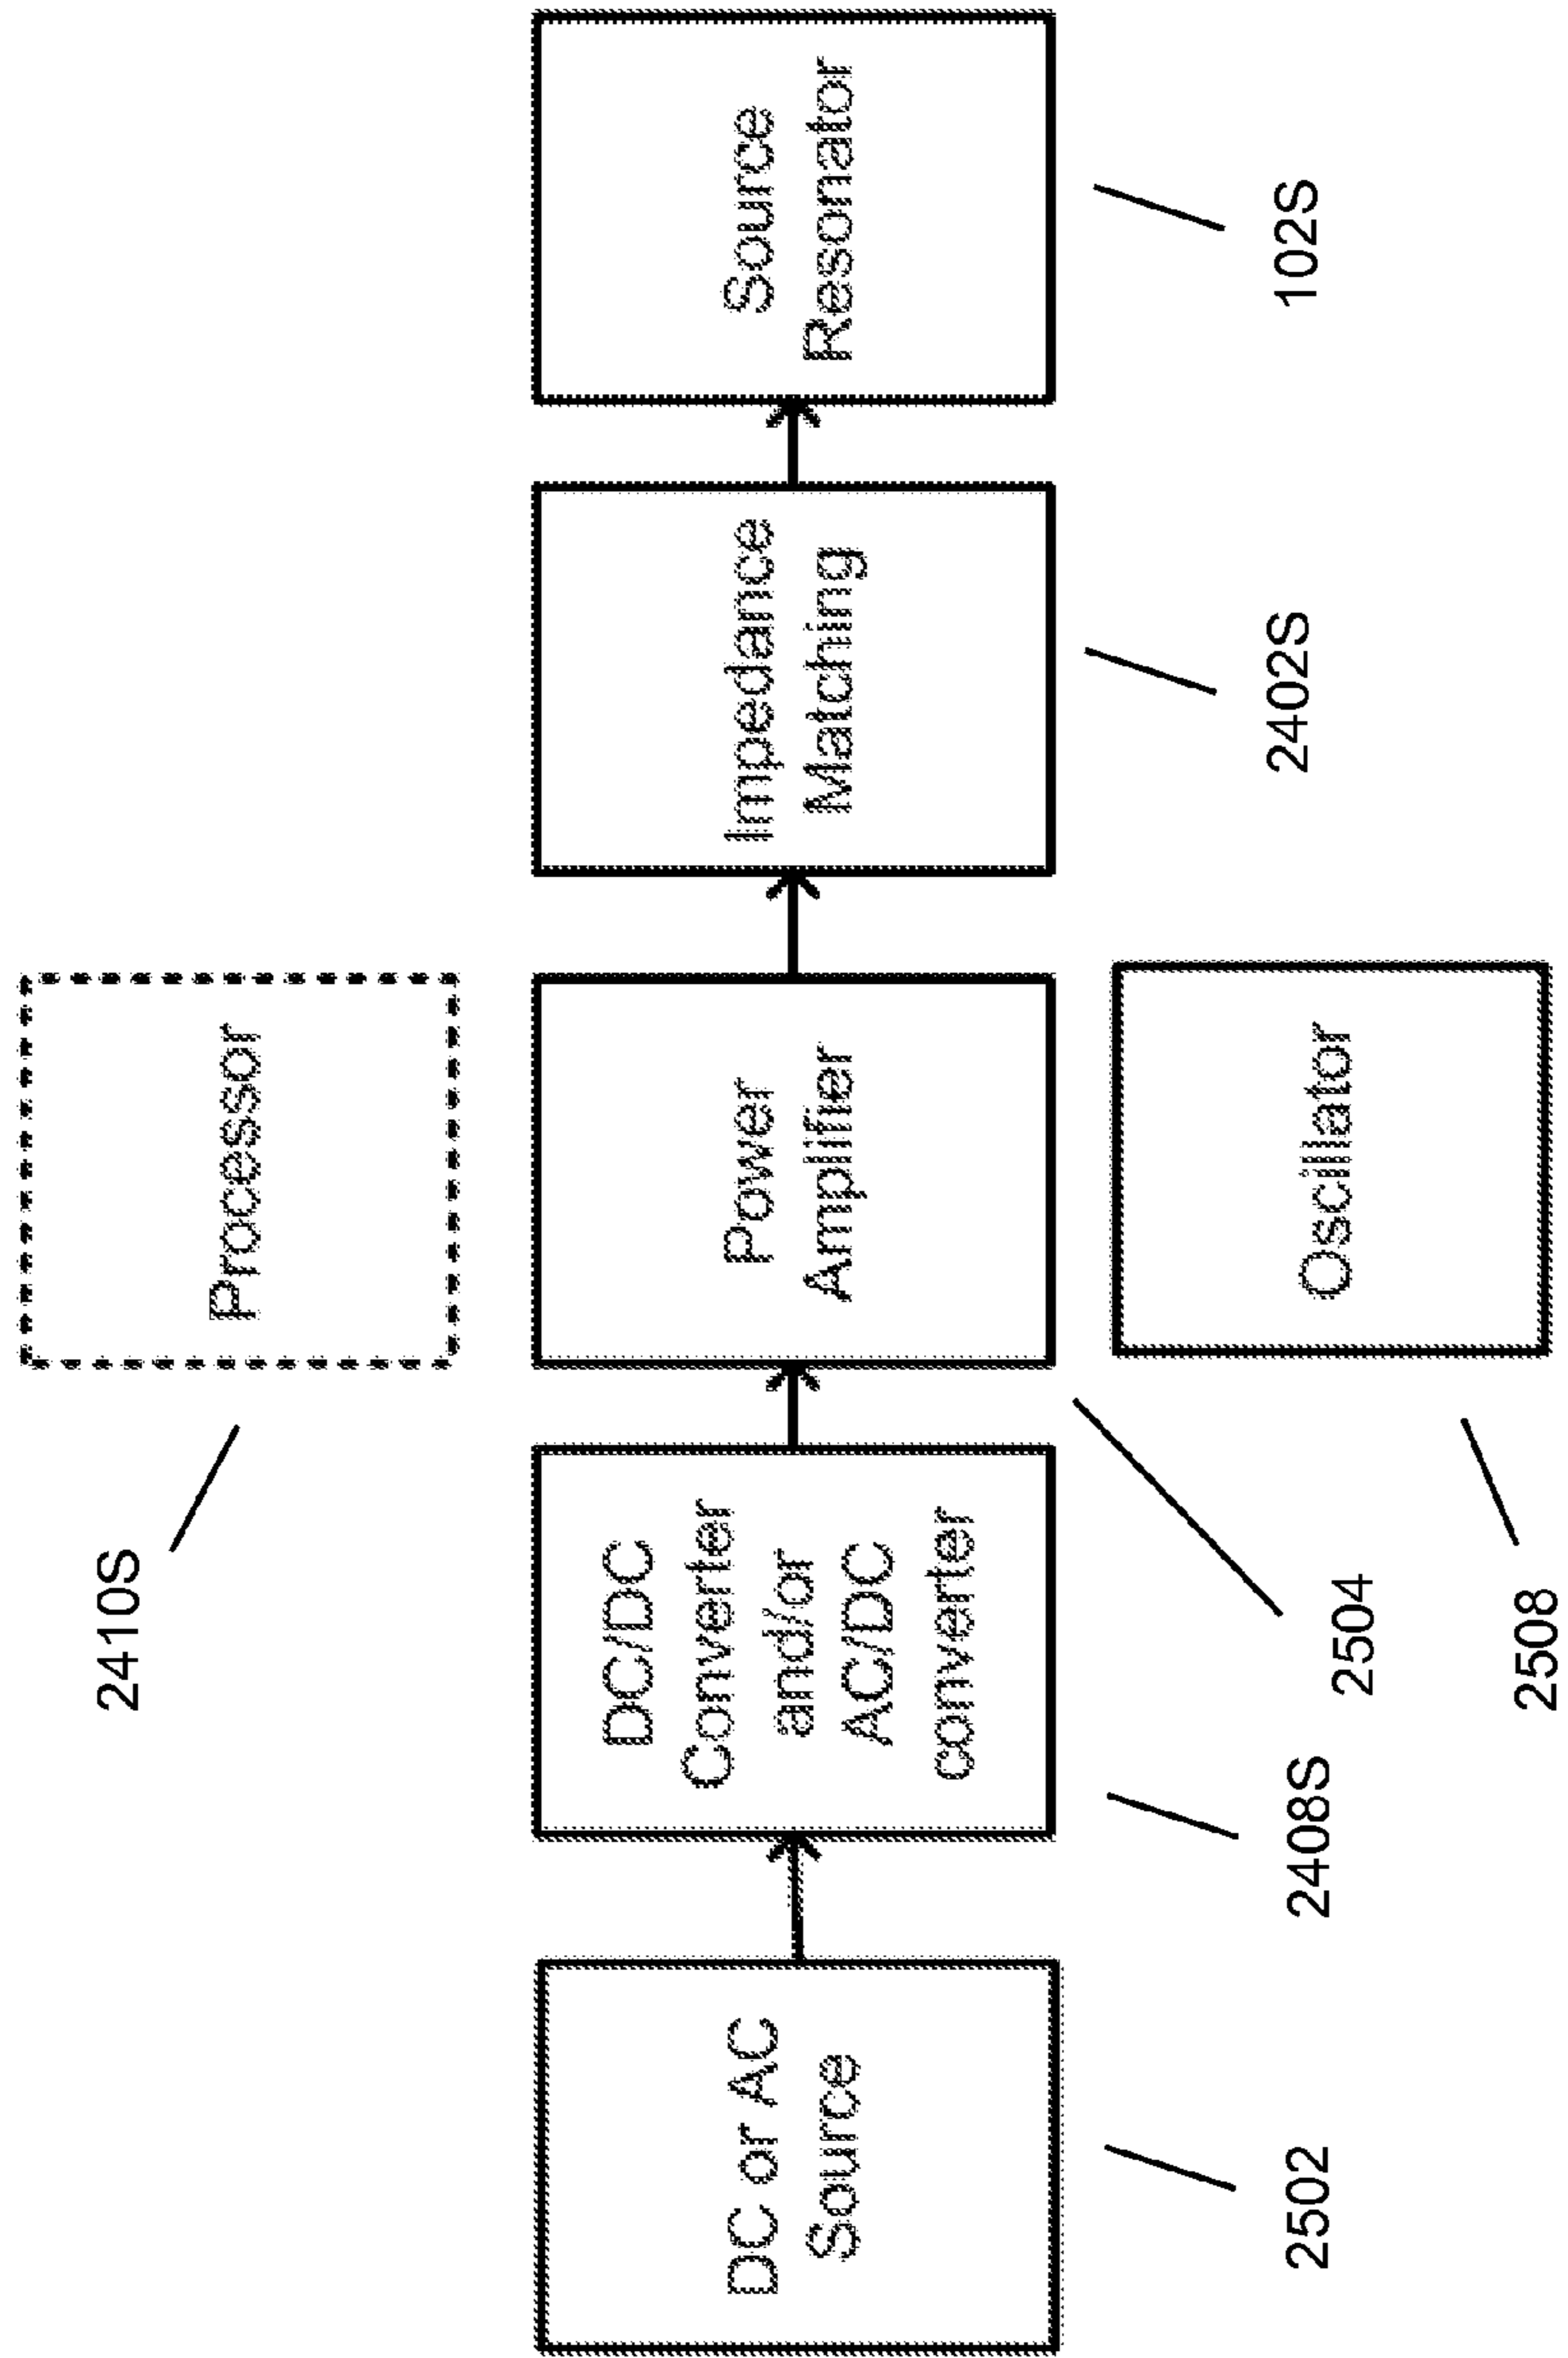 2410S
Processor
DC or AC
Source
DC/DC
Converter
and/or
AC/DC
converter
Power
Amplifier
Impedance
Matching
Source
Resonator
2502
2408S
2504
2402S
102S
Oscillator
2508